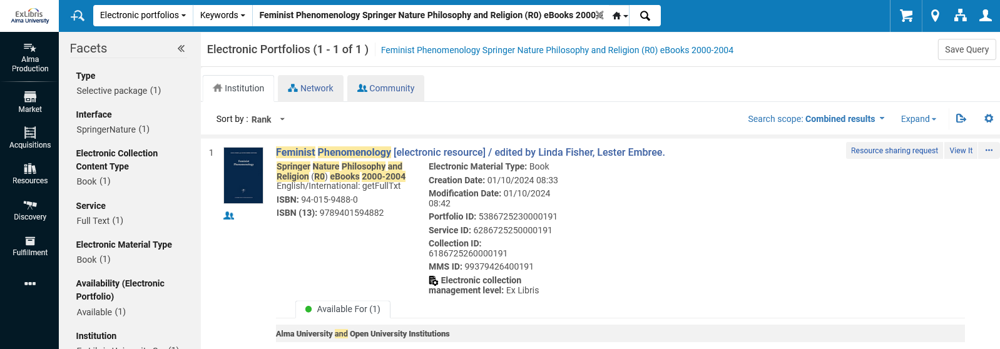 ExLibris
Alma University
Electronic portfolios
Keywords
Feminist Phenomenology Springer Nature Philosophy and Religion (R0) eBooks 2000-
Alma
Production
Market
Acquisitions
Resources
Discovery
Fulfillment
Facets
Type
Selective package (1)
Interface
SpringerNature (1)
Electronic Collection
Content Type
Book (1)
Service
Full Text (1)
Electronic Material Type
Book (1)
Availability (Electronic
Portfolio)
Available (1)
Institution
Electronic Portfolios (1 - 1 of 1 )
Feminist Phenomenology Springer Nature Philosophy and Religion (R0) eBooks 2000-2004
Save Query
Institution
Network
Community
Sort by : Rank
Search scope: Combined results
Expand
1
Feminist
Phenomenology
Feminist Phenomenology [electronic resource] / edited by Linda Fisher, Lester Embree.
Resource sharing request
View It
Springer Nature Philosophy and
Religion (R0) eBooks 2000-2004
English/International: getFullTxt
ISBN: 94-015-9488-0
ISBN (13): 9789401594882
Electronic Material Type: Book
Creation Date: 01/10/2024 08:33
Modification Date: 01/10/2024
08:42
Portfolio ID: 5386725230000191
Service ID: 6286725250000191
Collection ID:
6186725260000191
MMS ID: 99379426400191
Electronic collection
management level: Ex Libris
Available For (1)
Alma University and Open University Institutions